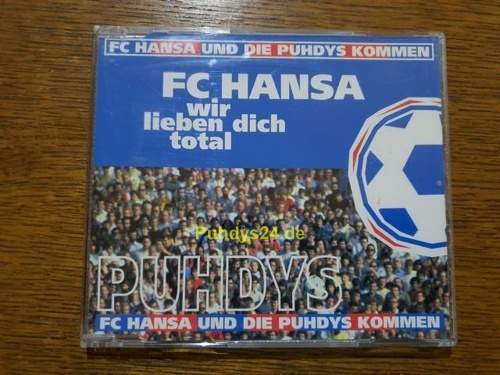 FC HANSA UND DIE PUHDYS KOMMEN
FC HANSA
wir
lieben dich
total
Puhdys24.de
PUHDYS
FC HANSA UND DIE PUHDYS KOMMEN